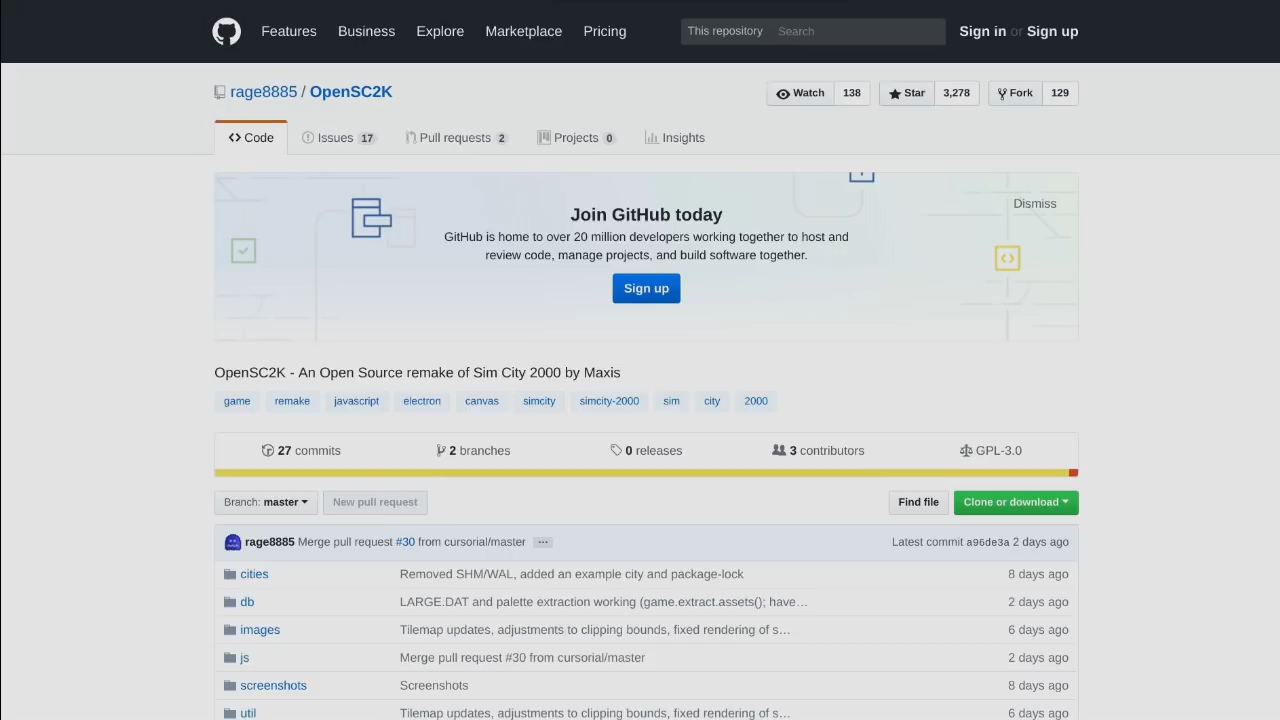 Features Business Explore Marketplace Pricing This repository Search Sign in or Sign up
rage8885 / OpenSC2K Watch 138 Star 3,278 Fork 129
Code Issues 17 Pull requests 2 Projects 0 Insights
Dismiss
Join GitHub today
GitHub is home to over 20 million developers working together to host and
review code, manage projects, and build software together.
Sign up
OpenSC2K - An Open Source remake of Sim City 2000 by Maxis
game remake javascript electron canvas simcity simcity-2000 sim city 2000
27 commits 2 branches 0 releases 3 contributors GPL-3.0
Branch: master New pull request Find file Clone or download
rage8885 Merge pull request #30 from cursorial/master ... Latest commit a96de3a 2 days ago
cities Removed SHM/WAL, added an example city and package-lock 8 days ago
db LARGE.DAT and palette extraction working (game.extract.assets(); have… 2 days ago
images Tilemap updates, adjustments to clipping bounds, fixed rendering of s… 6 days ago
js Merge pull request #30 from cursorial/master 2 days ago
screenshots Screenshots 8 days ago
util Tilemap updates, adjustments to clipping bounds, fixed rendering of s… 6 days ago